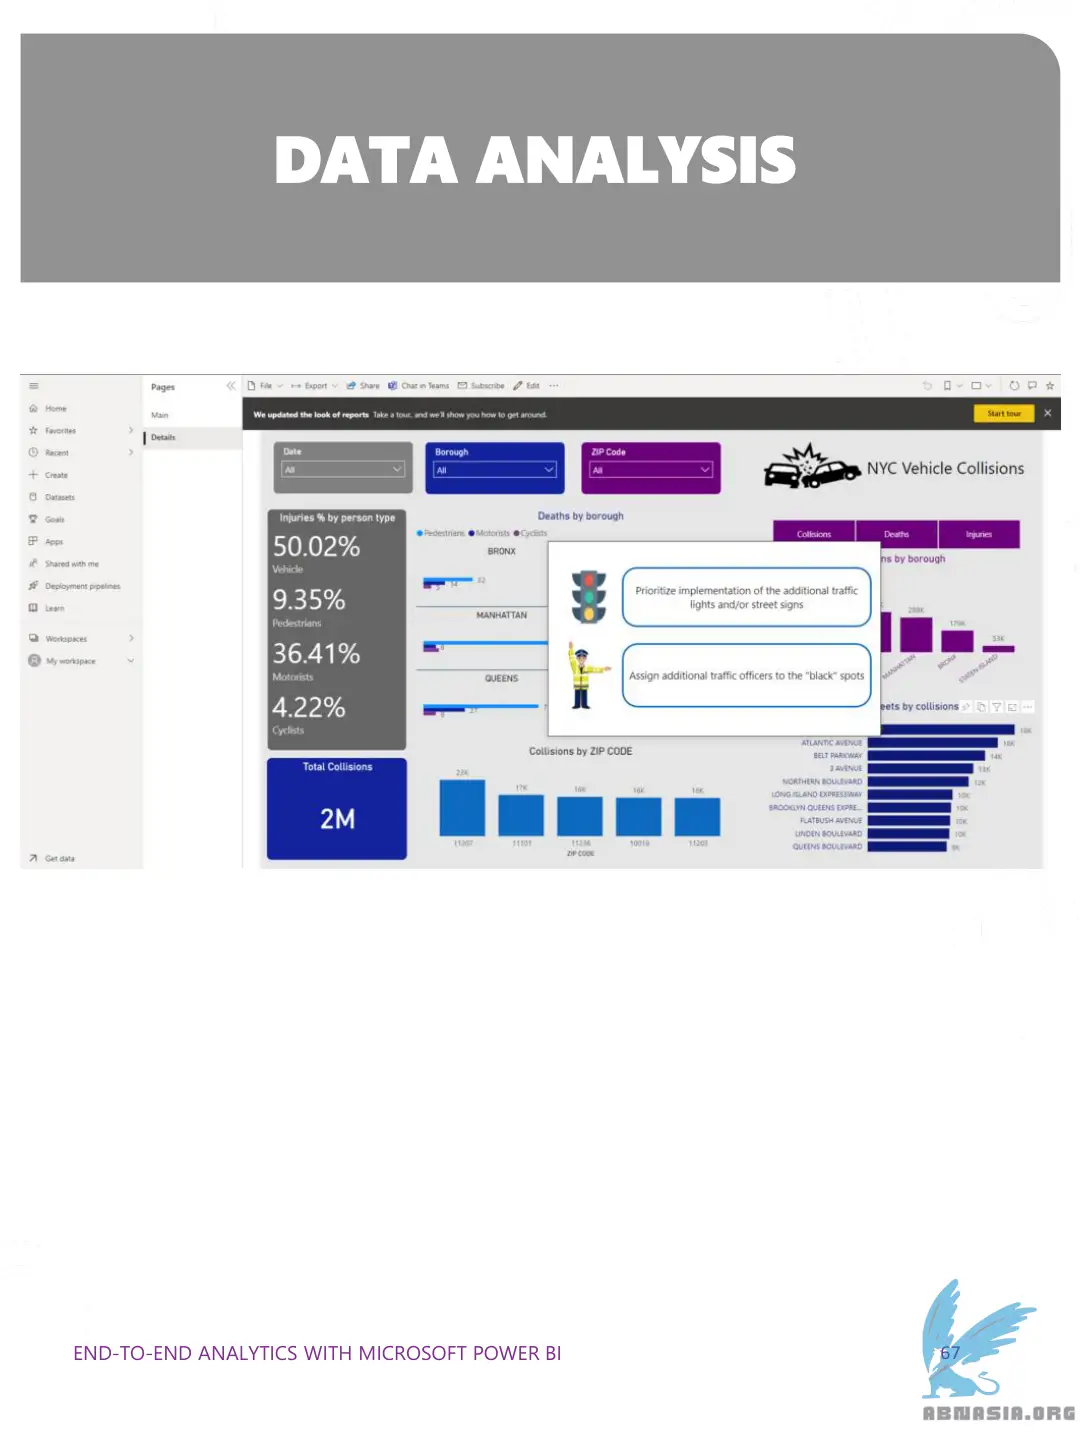 DATA ANALYSIS
Pages
File
Export
Share
Chat in Teams
Subscribe
Edit
Home
Main
We updated the look of reports Take a tour, and we'll show you how to get around.
Start tour
Favorites
Details
Recent
Create
Datasets
Goals
Apps
Shared with me
Deployment pipelines
Learn
Workspaces
My workspace
Get data
Date
All
Borough
All
ZIP Code
All
NYC Vehicle Collisions
Injuries % by person type
50.02%
Vehicle
9.35%
Pedestrians
36.41%
Motorists
4.22%
Cyclists
Total Collisions
2M
Deaths by borough
Pedestrians Motorists Cyclists
BRONX
32
14
MANHATTAN
QUEENS
Prioritize implementation of the additional traffic
lights and/or street signs
Assign additional traffic officers to the "black" spots
Collisions
Deaths
Injuries
ns by borough
288K
179K
53K
MANHATTAN
BRONX
STATEN ISLAND
eets by collisions
18K
ATLANTIC AVENUE 16K
BELT PARKWAY 14K
3 AVENUE 13K
NORTHERN BOULEVARD 12K
LONG ISLAND EXPRESSWAY 10K
BROOKLYN QUEENS EXPRE... 10K
FLATBUSH AVENUE 10K
LINDEN BOULEVARD 10K
QUEENS BOULEVARD 9K
Collisions by ZIP CODE
17K
16K
16K
11207
11101
11236
10019
11203
ZIP CODE
END-TO-END ANALYTICS WITH MICROSOFT POWER BI
67
ABNASIA.ORG